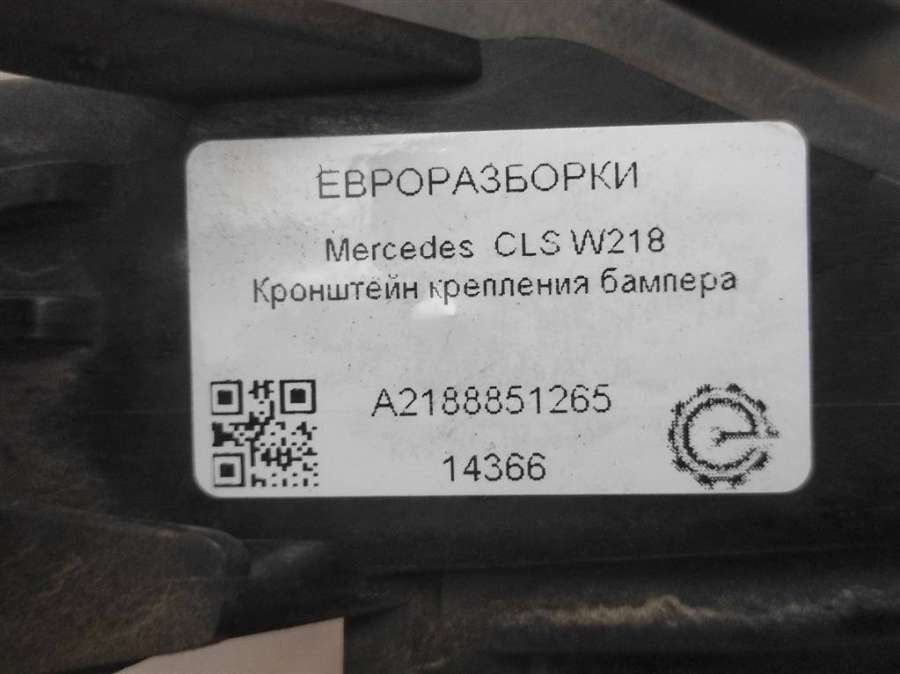 ЕВРОРАЗБОРКИ
Mercedes CLS W218
Кронштейн крепления бампера
A2188851265
14366